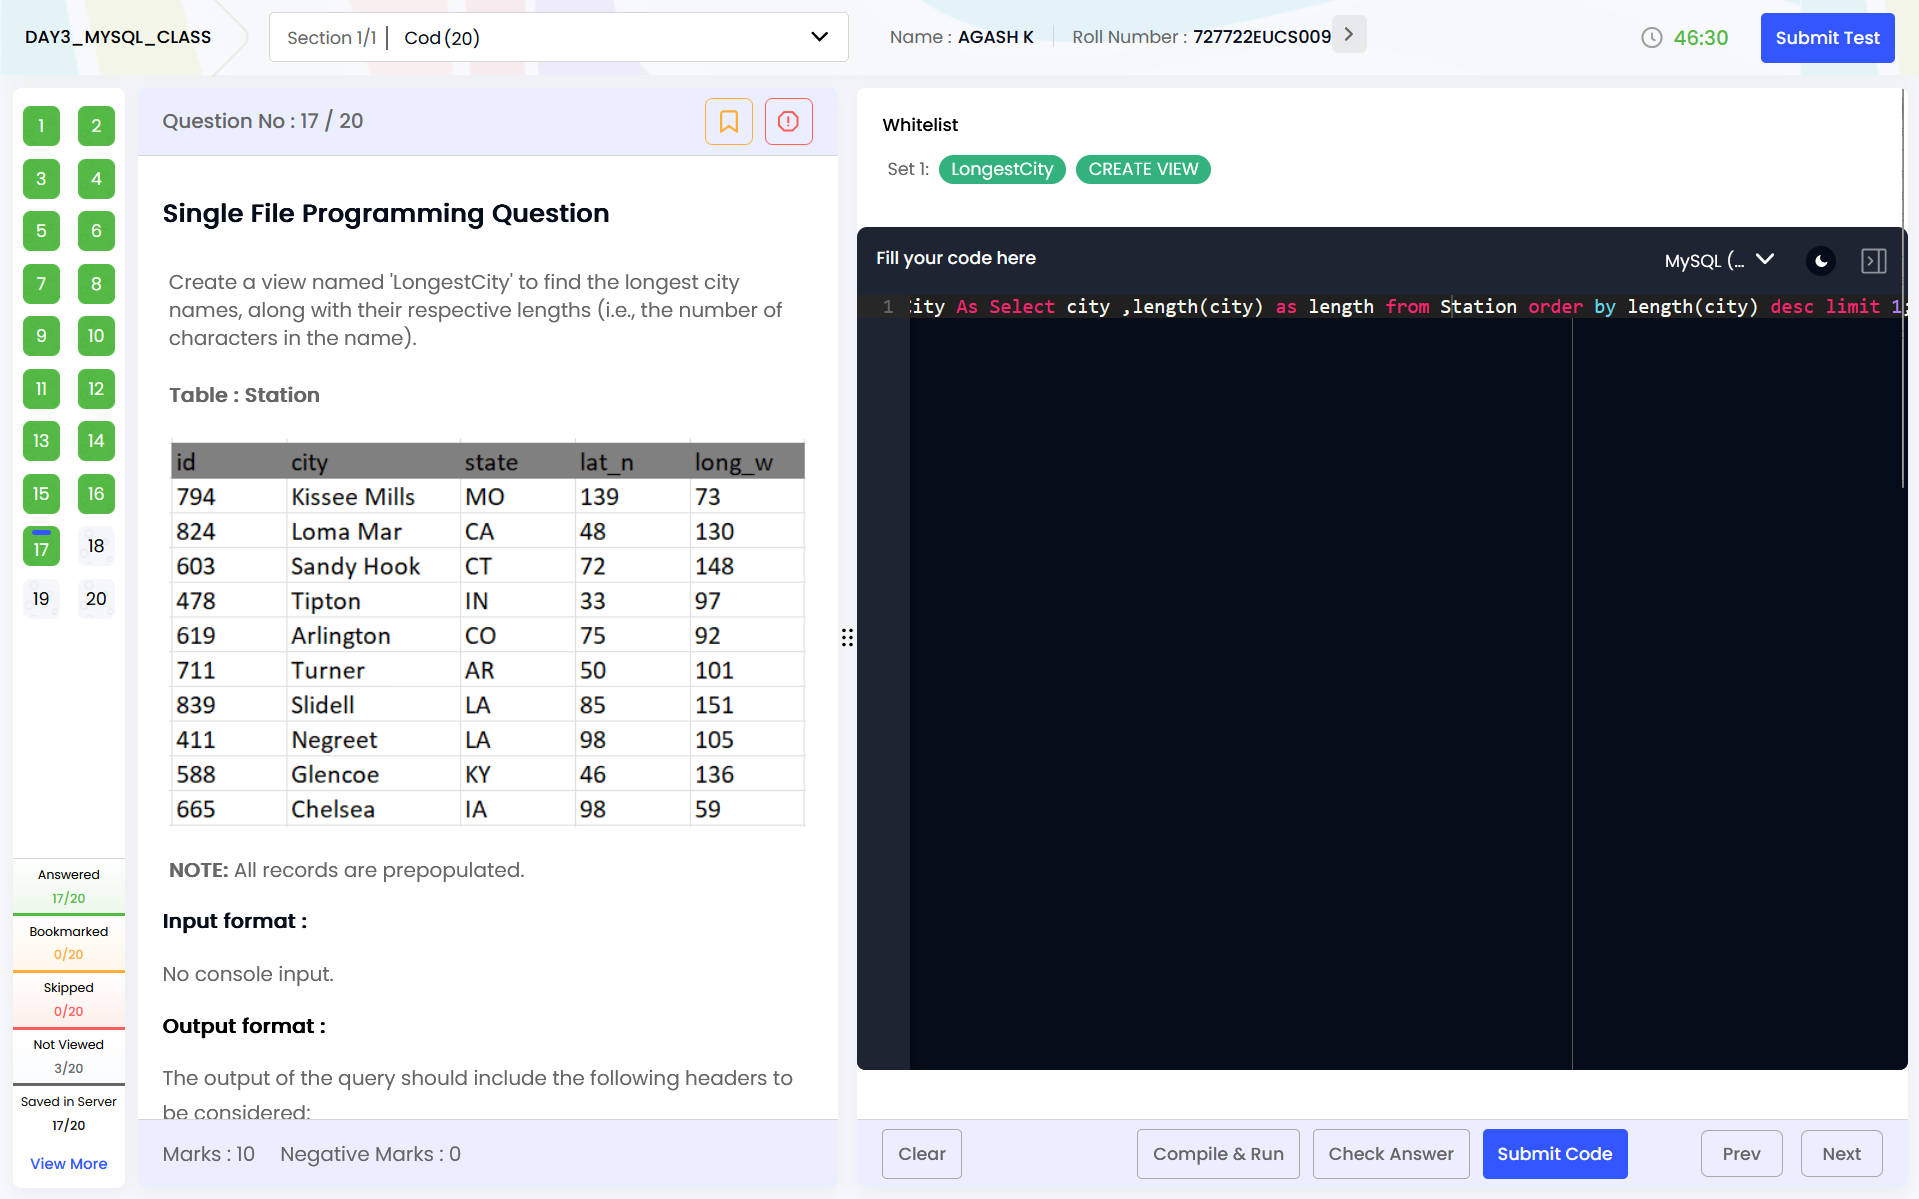 DAY3_MYSQL_CLASS
Section 1/1 | Cod (20)
Name : AGASH K
Roll Number : 727722EUCS009
46:30
Submit Test
1 2
3 4
5 6
7 8
9 10
11 12
13 14
15 16
17 18
19 20
Answered
17/20
Bookmarked
0/20
Skipped
0/20
Not Viewed
3/20
Saved in Server
17/20
View More
Question No : 17 / 20
Single File Programming Question
Create a view named 'LongestCity' to find the longest city
names, along with their respective lengths (i.e., the number of
characters in the name).
Table : Station
id city state lat_n long_w
794 Kissee Mills MO 139 73
824 Loma Mar CA 48 130
603 Sandy Hook CT 72 148
478 Tipton IN 33 97
619 Arlington CO 75 92
711 Turner AR 50 101
839 Slidell LA 85 151
411 Negreet LA 98 105
588 Glencoe KY 46 136
665 Chelsea IA 98 59
NOTE: All records are prepopulated.
Input format :
No console input.
Output format :
The output of the query should include the following headers to
be considered:
Marks : 10 Negative Marks : 0
Whitelist
Set 1: LongestCity CREATE VIEW
Fill your code here
MySQL (...
1 ity As Select city ,length(city) as length from Station order by length(city) desc limit 1;
Clear
Compile & Run
Check Answer
Submit Code
Prev
Next